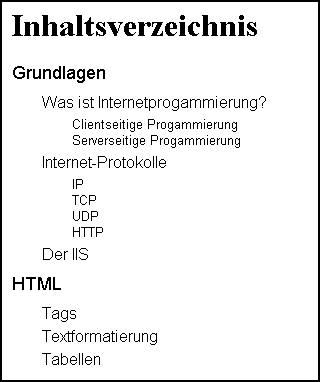 Inhaltsverzeichnis
Grundlagen
Was ist Internetprogammierung?
Clientseitige Progammierung
Serverseitige Progammierung
Internet-Protokolle
IP
TCP
UDP
HTTP
Der IIS
HTML
Tags
Textformatierung
Tabellen